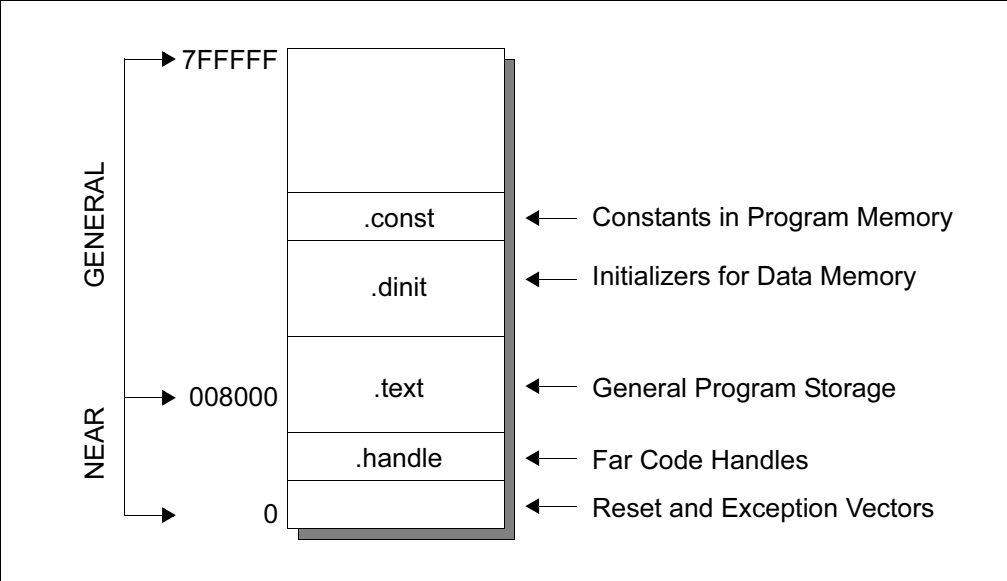 7FFFFF
GENERAL
.const
Constants in Program Memory
.dinit
Initializers for Data Memory
.text
General Program Storage
008000
NEAR
.handle
Far Code Handles
0
Reset and Exception Vectors